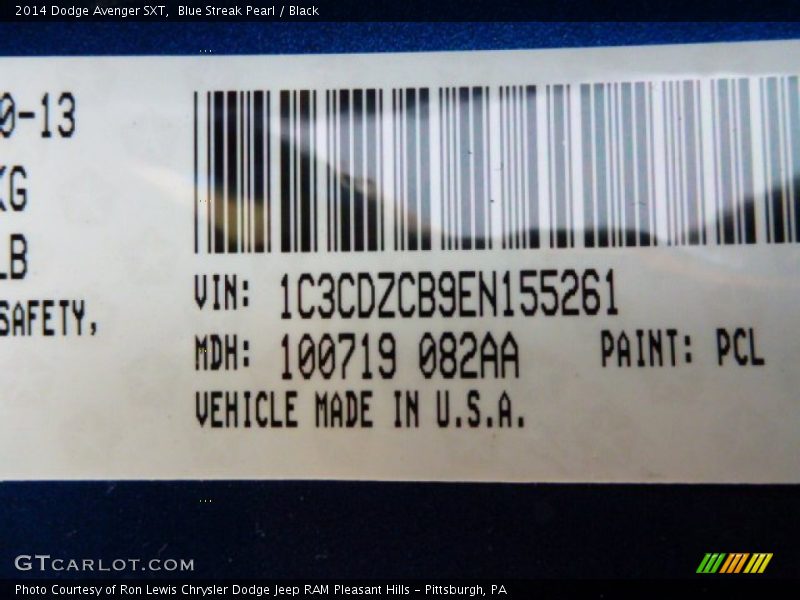 2014 Dodge Avenger SXT,  Blue Streak Pearl / Black
0-13
KG
LB
SAFETY,
VIN: 1C3CDZCB9EN155261
MDH: 100719 082AA PAINT: PCL
VEHICLE MADE IN U.S.A.
GTCARLOT.COM
Photo Courtesy of Ron Lewis Chrysler Dodge Jeep RAM Pleasant Hills - Pittsburgh, PA